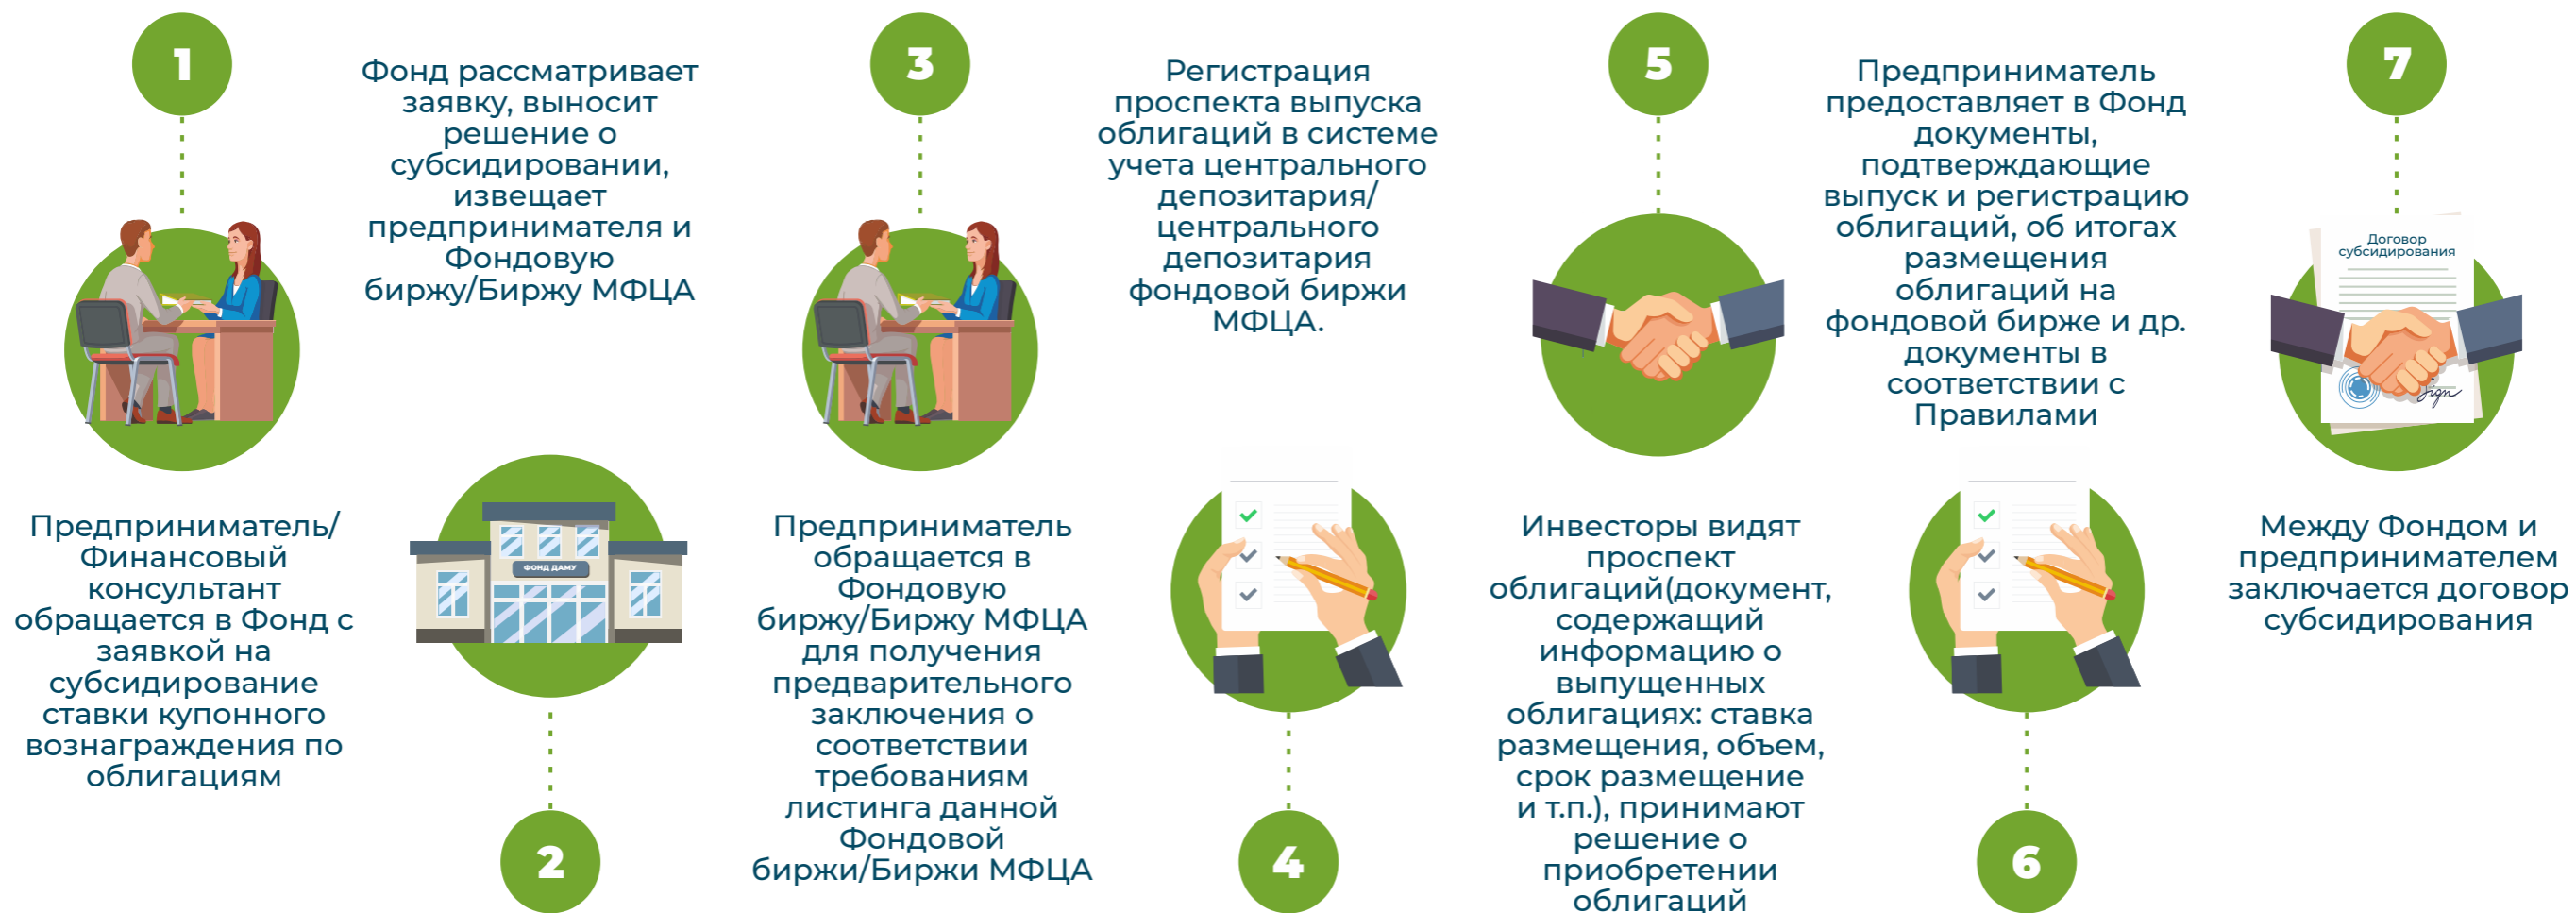 1
Предприниматель/
Финансовый
консультант
обращается в Фонд с
заявкой на
субсидирование
ставки купонного
вознаграждения по
облигациям
Фонд рассматривает
заявку, выносит
решение о
субсидировании,
извещает
предпринимателя и
Фондовую
биржу/Биржу МФЦА
ФОНД ДАМУ
2
3
Предприниматель
обращается в
Фондовую
биржу/Биржу МФЦА
для получения
предварительного
заключения о
соответствии
требованиям
листинга данной
Фондовой
биржи/Биржи МФЦА
Регистрация
проспекта выпуска
облигаций в системе
учета центрального
депозитария/
центрального
депозитария
фондовой биржи
МФЦА.
4
5
Инвесторы видят
проспект
облигаций(документ,
содержащий
информацию о
выпущенных
облигациях: ставка
размещения, объем,
срок размещение
и т.п.), принимают
решение о
приобретении
облигаций
Предприниматель
предоставляет в Фонд
документы,
подтверждающие
выпуск и регистрацию
облигаций, об итогах
размещения
облигаций на
фондовой бирже и др.
документы в
соответствии с
Правилами
6
7
Договор
субсидирования
Sign
Между Фондом и
предпринимателем
заключается договор
субсидирования